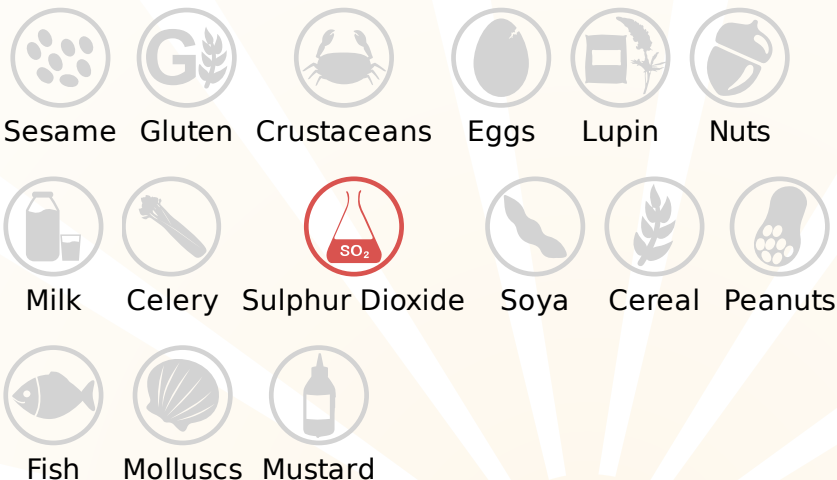 G
Sesame Gluten Crustaceans Eggs Lupin Nuts
SO₂
Milk Celery Sulphur Dioxide Soya Cereal Peanuts
Fish Molluscs Mustard